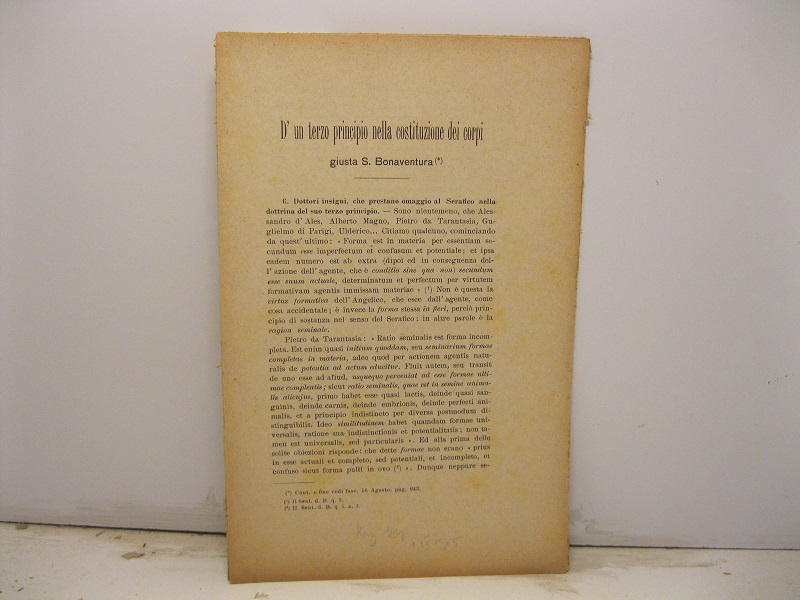 D' un terzo principio nella costituzione dei corpi
giusta S. Bonaventura (*)
6. Dottori insigni, che prestano omaggio al Serafico nella
dottrina del suo terzo principio. — Sono nientemeno, che Ales-
sandro d' Ales, Alberto Magno, Pietro da Tarantasia, Gu-
glielmo di Parigi, Ulderico... Citiamo qualcuno, cominciando
da quest' ultimo: « Forma est in materia per essentiam se-
cundum esse imperfectum et confusum et potentiale; et ipsa
eadem numero est ab extra (dipoi ed in conseguenza del-
l' azione dell' agente, che è conditio sine qua non) secundum
esse suum actuale, determinatum et perfectum per virtutem
formativam agentis immissam materiae » (¹) Non è questa la
virtus formativa dell' Angelico, che esce dall' agente, come
cosa accidentale; è invece la forma stessa in fieri, perciò prin-
cipio di sostanza nel senso del Serafico: in altre parole è la
ragion seminale.
Pietro da Tarantasia: « Ratio seminalis est forma incom-
pleta. Est enim quasi initium quoddam, seu seminarium formae
completae in materia, adeo quod per actionem agentis natu-
ralis de potentia ad actum educitur. Fluit autem, seu transit
de uno esse ad aliud, usquequo perveniat ad esse formae ulti-
mae complentis; sicut ratio seminalis, quae est in semine anima-
lis alicujus, primo habet esse quasi lactis, deinde quasi san-
guinis, deinde carnis, deinde embrionis, deinde perfecti ani-
malis, et a principio indistincto per diversa postmodum di-
stinguibilis. Ideo similitudinem habet quamdam formae uni-
versalis, ratione sua indistinctionis et potentialitatis; non ta-
men est universalis, sed particularis ». Ed alla prima delle
solite obiezioni risponde: che dette formae non erano « prius
in esse actuali et completo, sed potentiali, et incompleto, et
confuso sicut forma pulli in ovo (²) ». Dunque neppure se-
(*) Cont. e fine vedi fasc. 16 Agosto, pag. 643.
(¹) II Sent. d. B. q. 2.
(²) II. Sent. d. B. q. 1. a. 2.